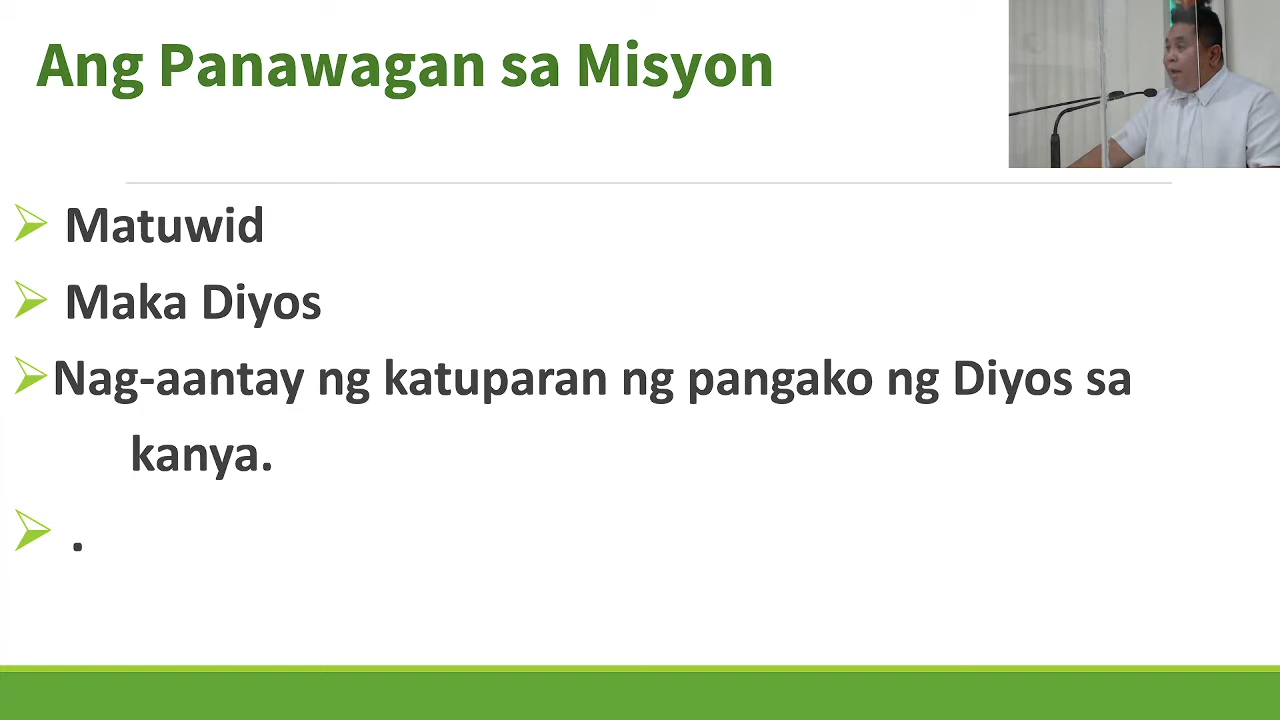 Ang Panawagan sa Misyon
Matuwid
Maka Diyos
Nag-aantay ng katuparan ng pangako ng Diyos sa
kanya.
.